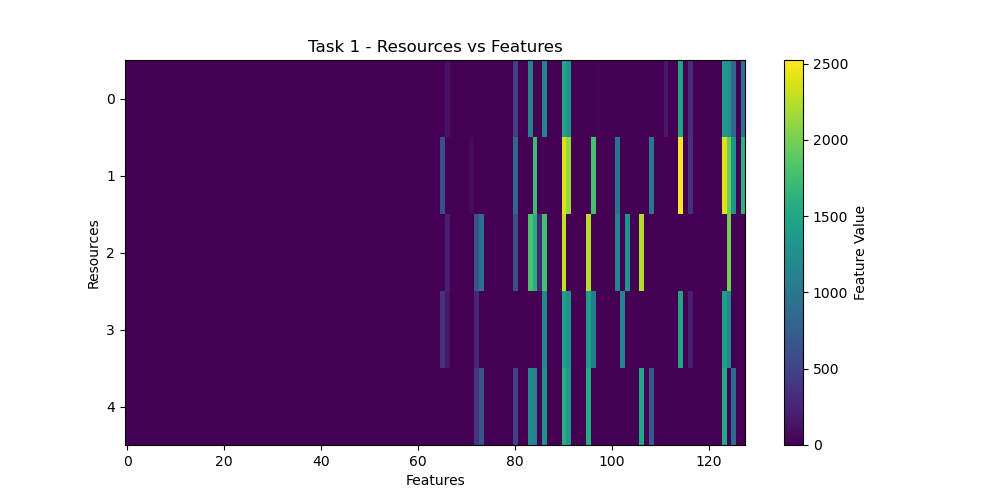 Task 1 - Resources vs Features
Resources
0
1
2
3
4
0 20 40 60 80 100 120
Features
2500
2000
1500
1000
500
0
Feature Value